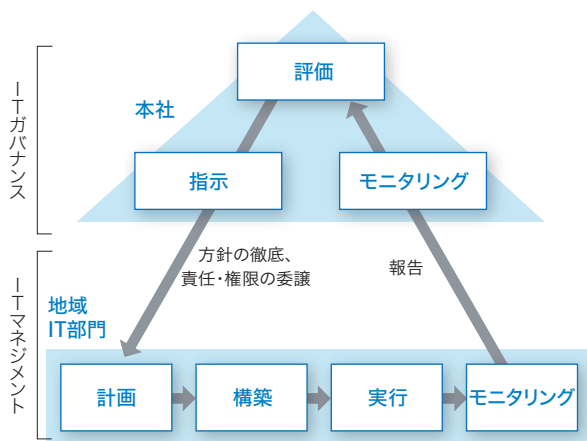 ITガバナンス
評価
本社
指示
モニタリング
方針の徹底、
責任・権限の委譲
報告
ITマネジメント
地域
IT部門
計画
構築
実行
モニタリング